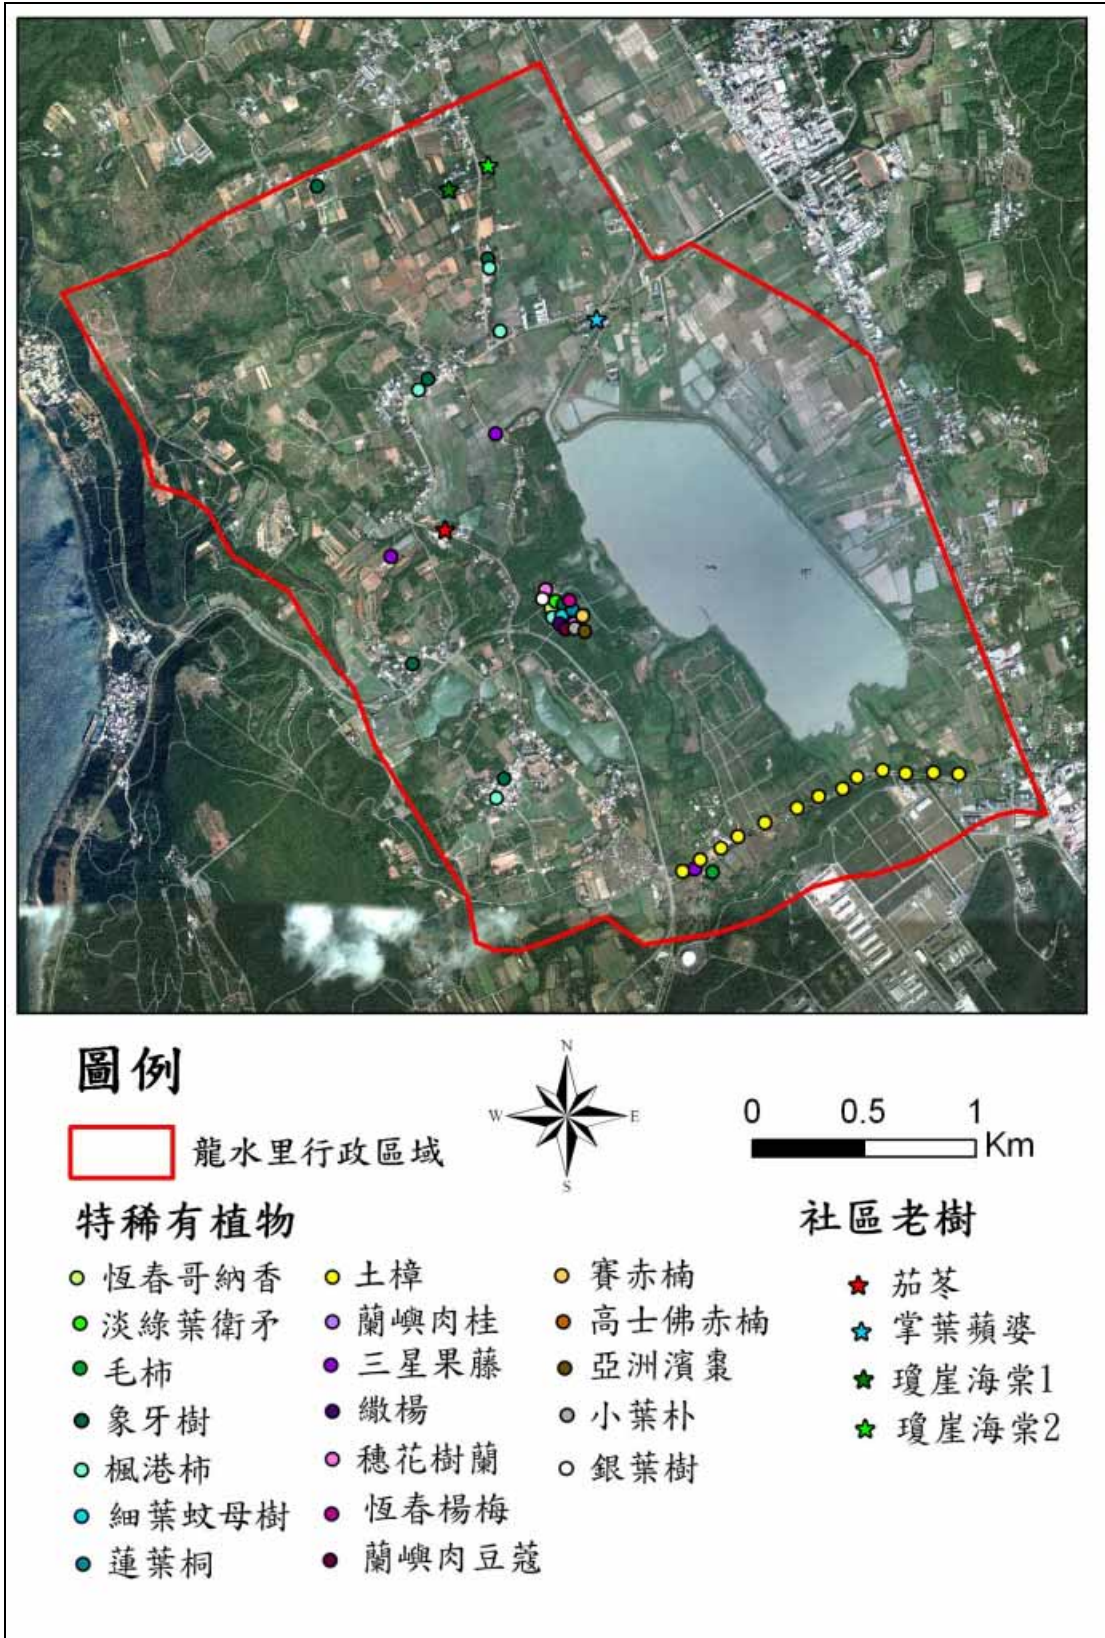 圖例
龍水里行政區域
N
W
E
S
0 0.5 1
Km
特稀有植物
恆春哥納香
淡綠葉衛矛
毛柿
象牙樹
楓港柿
細葉蚊母樹
蓮葉桐
土樟
蘭嶼肉桂
三星果藤
繖楊
穗花樹蘭
恆春楊梅
蘭嶼肉豆蔻
賽赤楠
高士佛赤楠
亞洲濱棗
小葉朴
銀葉樹
社區老樹
茄苳
掌葉蘋婆
瓊崖海棠1
瓊崖海棠2